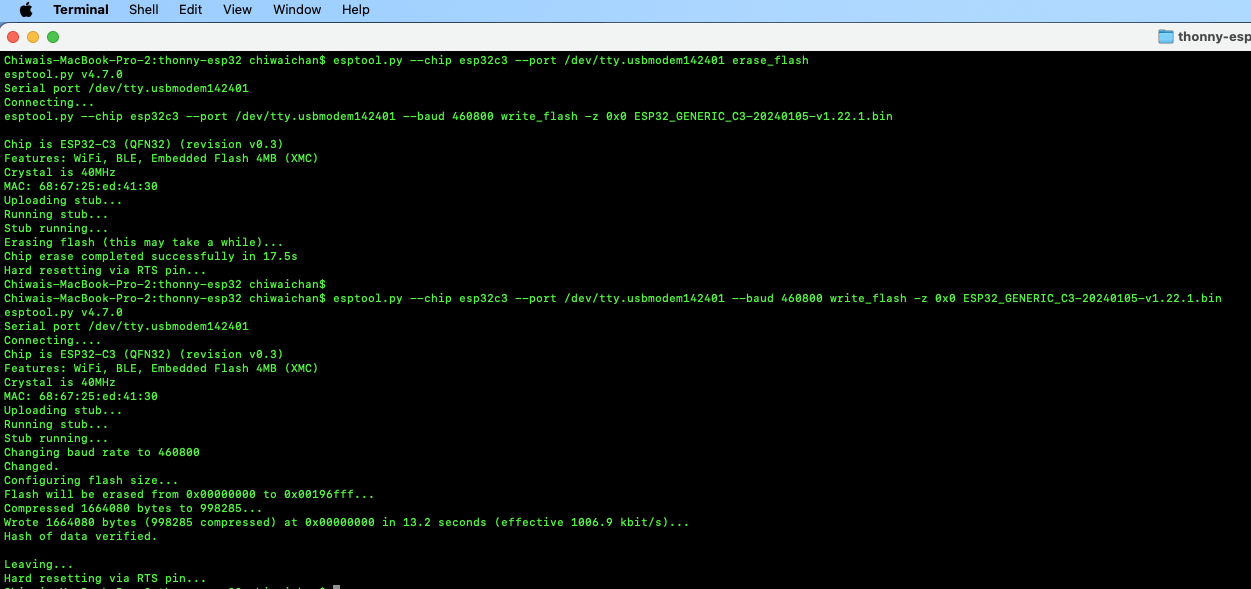 Terminal Shell Edit View Window Help
thonny-esp
Chiwais-MacBook-Pro-2:thonny-esp32 chiwaichan$ esptool.py --chip esp32c3 --port /dev/tty.usbmodem142401 erase_flash
esptool.py v4.7.0
Serial port /dev/tty.usbmodem142401
Connecting...
esptool.py --chip esp32c3 --port /dev/tty.usbmodem142401 --baud 460800 write_flash -z 0x0 ESP32_GENERIC_C3-20240105-v1.22.1.bin
Chip is ESP32-C3 (QFN32) (revision v0.3)
Features: WiFi, BLE, Embedded Flash 4MB (XMC)
Crystal is 40MHz
MAC: 68:67:25:ed:41:30
Uploading stub...
Running stub...
Stub running...
Erasing flash (this may take a while)...
Chip erase completed successfully in 17.5s
Hard resetting via RTS pin...
Chiwais-MacBook-Pro-2:thonny-esp32 chiwaichan$
Chiwais-MacBook-Pro-2:thonny-esp32 chiwaichan$ esptool.py --chip esp32c3 --port /dev/tty.usbmodem142401 --baud 460800 write_flash -z 0x0 ESP32_GENERIC_C3-20240105-v1.22.1.bin
esptool.py v4.7.0
Serial port /dev/tty.usbmodem142401
Connecting....
Chip is ESP32-C3 (QFN32) (revision v0.3)
Features: WiFi, BLE, Embedded Flash 4MB (XMC)
Crystal is 40MHz
MAC: 68:67:25:ed:41:30
Uploading stub...
Running stub...
Stub running...
Changing baud rate to 460800
Changed.
Configuring flash size...
Flash will be erased from 0x00000000 to 0x00196fff...
Compressed 1664080 bytes to 998285...
Wrote 1664080 bytes (998285 compressed) at 0x00000000 in 13.2 seconds (effective 1006.9 kbit/s)...
Hash of data verified.
Leaving...
Hard resetting via RTS pin...